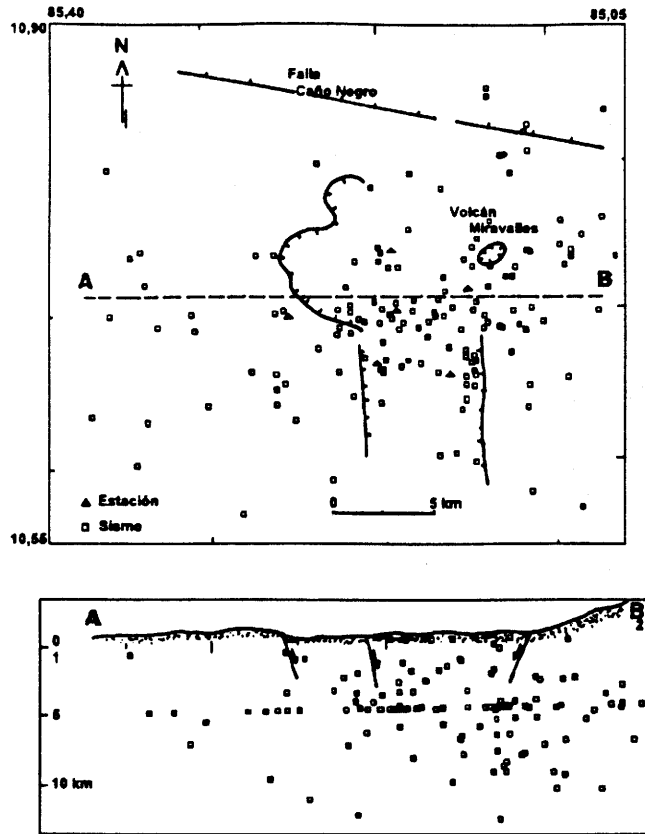 85,40
85,05
10,90
N
Falla
Caño Negro
Volcán
Miravalles
A
B
Estación
Sismo
0
5 km
10,55
A
B
2
0
1
5
10 km